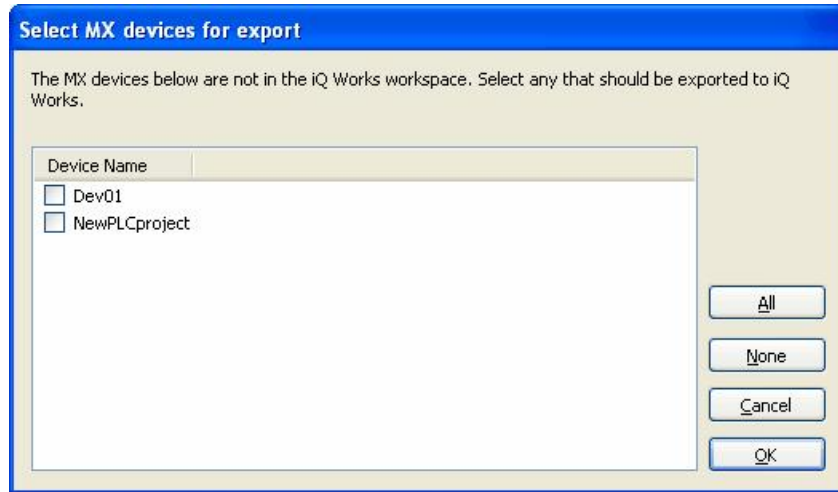 Select MX devices for export
The MX devices below are not in the iQ Works workspace. Select any that should be exported to iQ
Works.
Device Name
Dev01
NewPLCproject
All
None
Cancel
OK